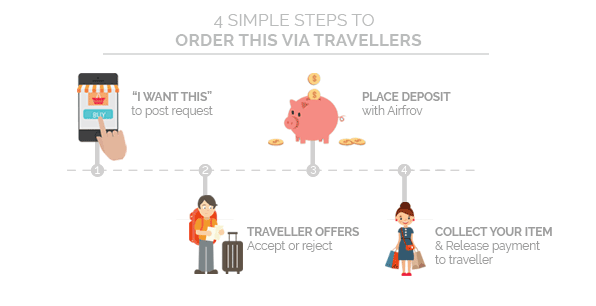 4 SIMPLE STEPS TO
ORDER THIS VIA TRAVELLERS
"I WANT THIS"
to post request
BUY
1
2
TRAVELLER OFFERS
Accept or reject
PLACE DEPOSIT
with Airfrov
$
$
3
4
COLLECT YOUR ITEM
& Release payment
to traveller